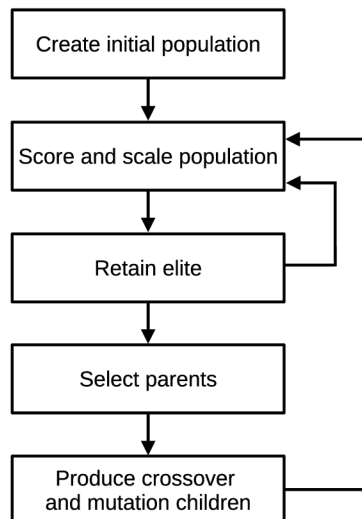 Create initial population
Score and scale population
Retain elite
Select parents
Produce crossover
and mutation children